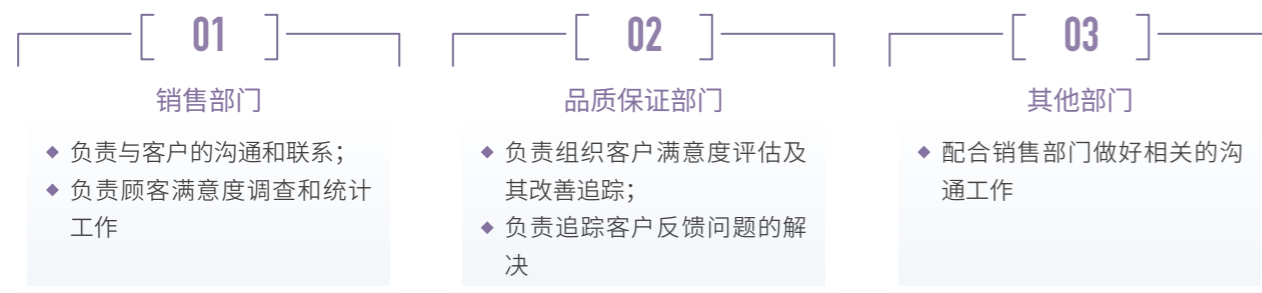 01
销售部门
◆ 负责与客户的沟通和联系；
◆ 负责顾客满意度调查和统计
工作
02
品质保证部门
◆ 负责组织客户满意度评估及
其改善追踪；
◆ 负责追踪客户反馈问题的解
决
03
其他部门
◆ 配合销售部门做好相关的沟
通工作